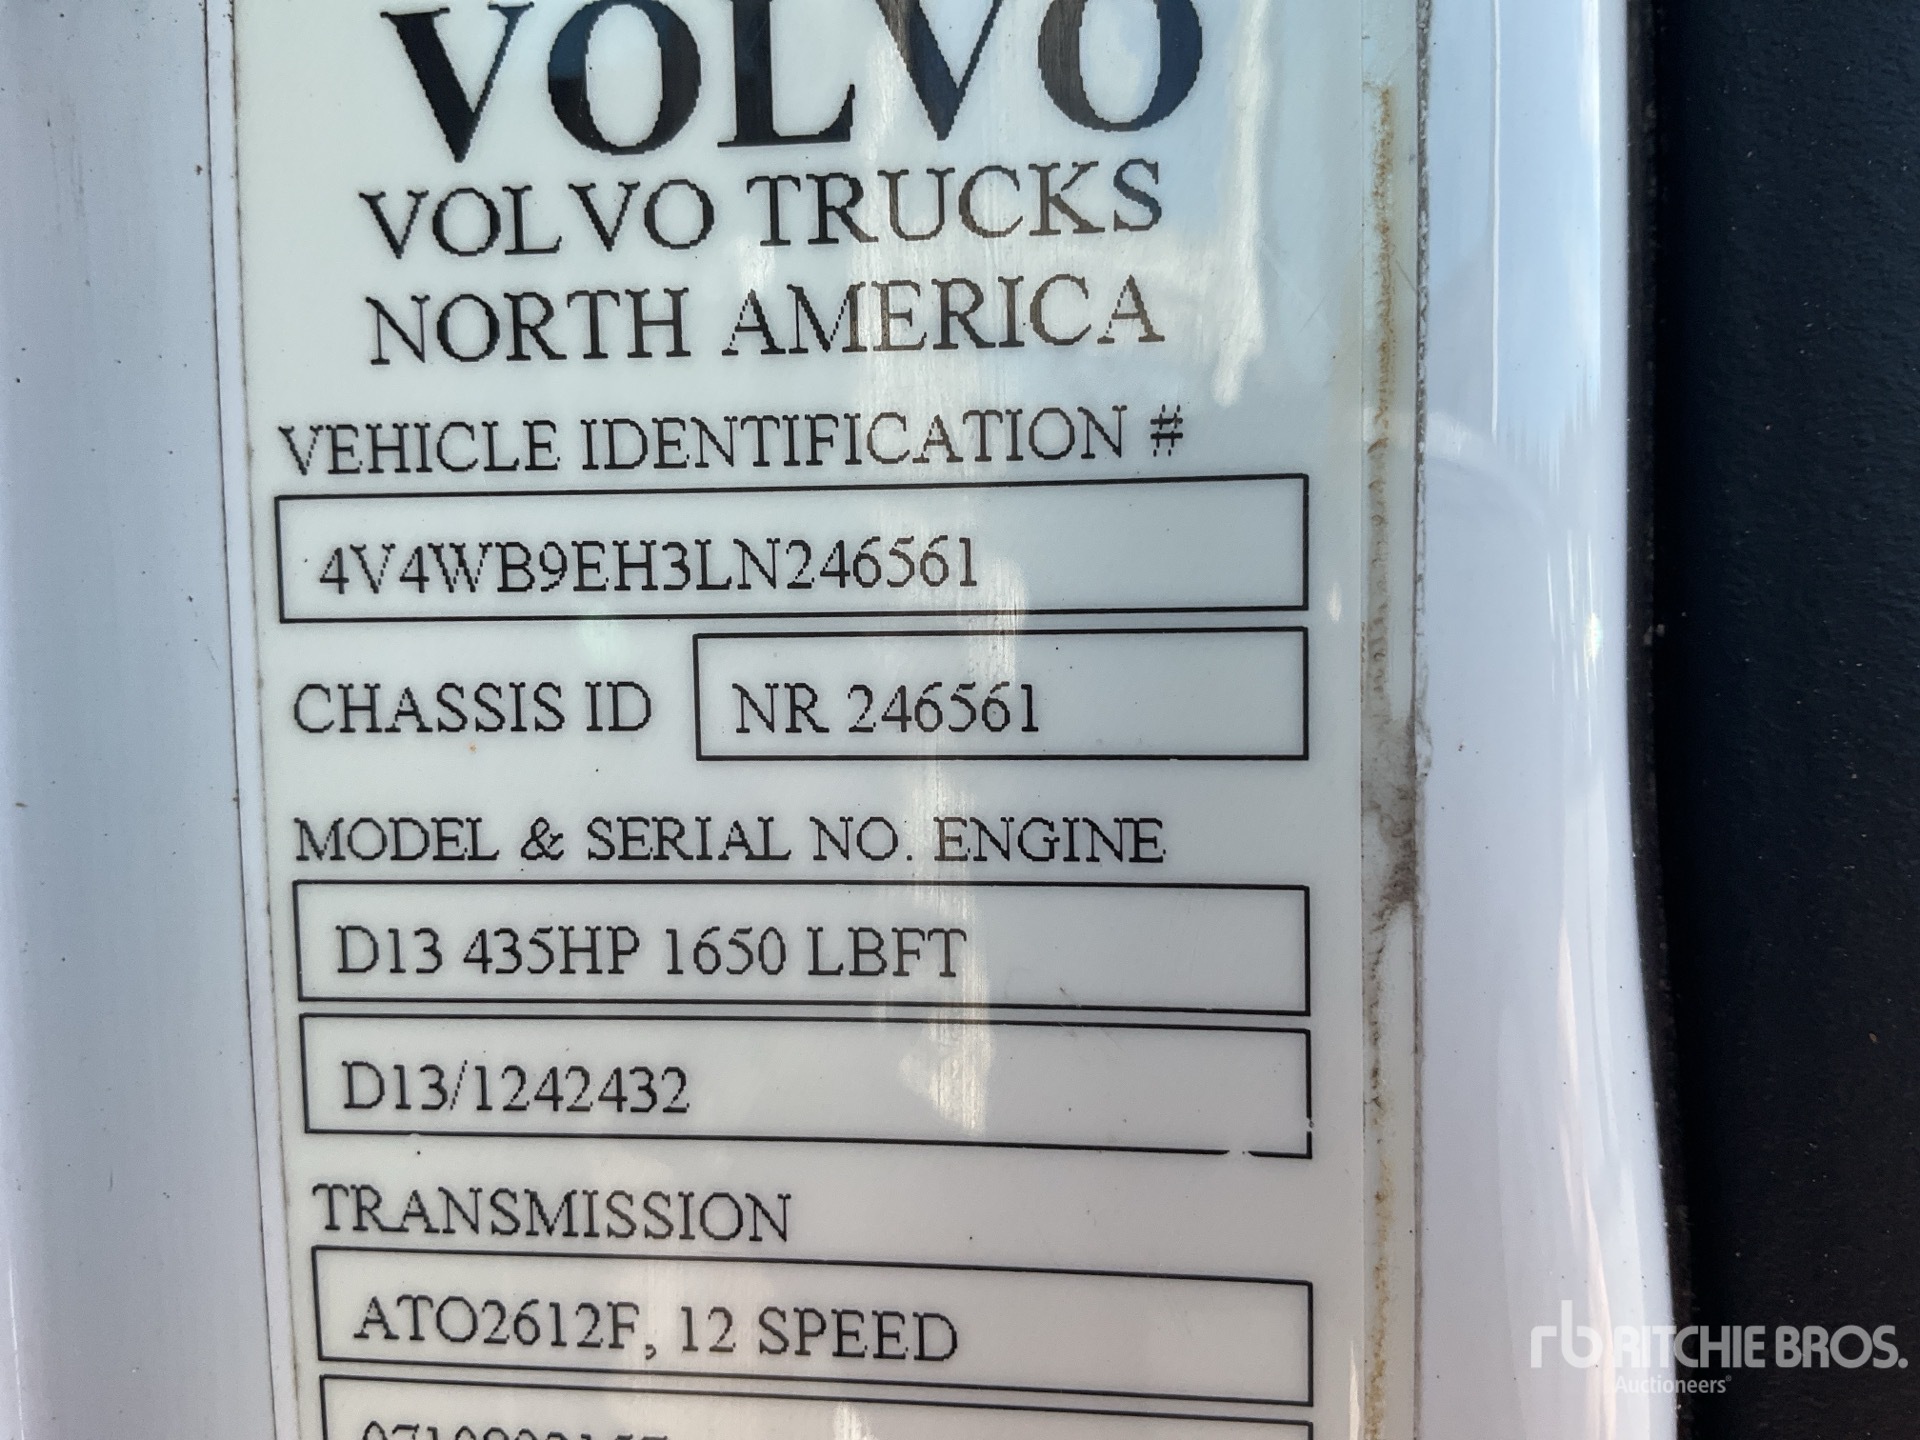 VOLVO
VOLVO TRUCKS
NORTH AMERICA
VEHICLE IDENTIFICATION #
4V4WB9EH3LN246561
CHASSIS ID NR 246561
MODEL & SERIAL NO. ENGINE
D13 435HP 1650 LBFT
D13/1242432
TRANSMISSION
ATO2612F, 12 SPEED
rb RITCHIE BROS.
Auctioneers®